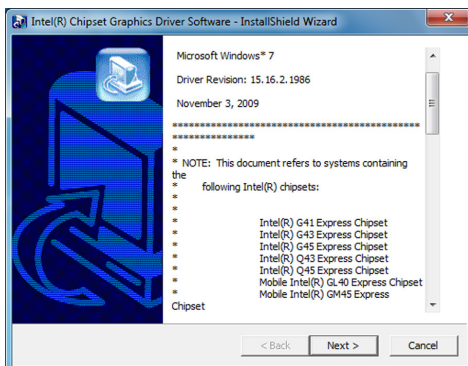 Intel(R) Chipset Graphics Driver Software - InstallShield Wizard
Microsoft Windows* 7
Driver Revision: 15.16.2.1986
November 3, 2009
********************************************
***************
*
* NOTE: This document refers to systems containing
the
* following Intel(R) chipsets:
*
*
* Intel(R) G41 Express Chipset
* Intel(R) G43 Express Chipset
* Intel(R) G45 Express Chipset
* Intel(R) Q43 Express Chipset
* Intel(R) Q45 Express Chipset
* Mobile Intel(R) GL40 Express Chipset
* Mobile Intel(R) GM45 Express
Chipset
< Back Next > Cancel